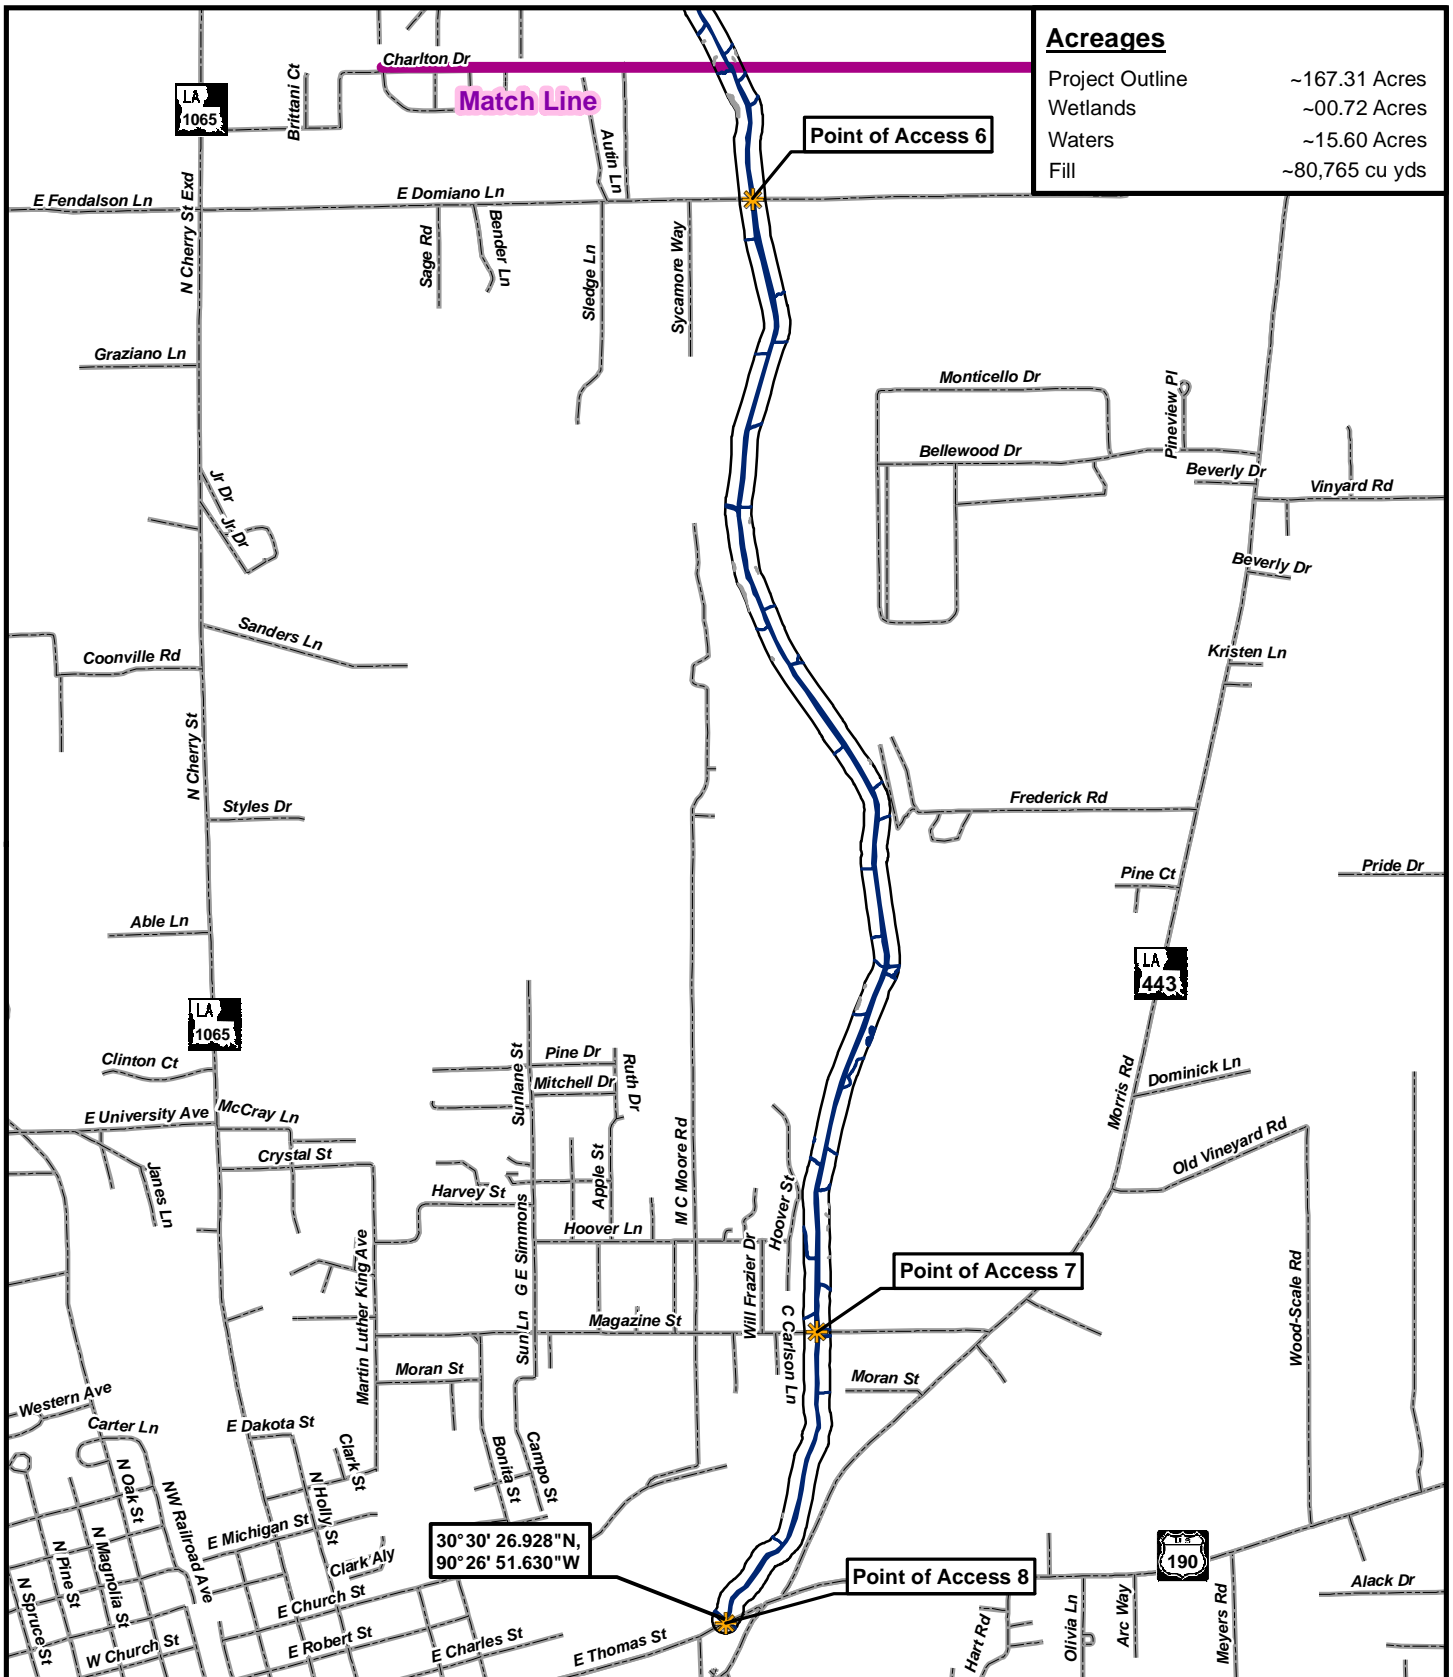 Acreages
Project Outline ~167.31 Acres
Wetlands ~00.72 Acres
Waters ~15.60 Acres
Fill ~80,765 cu yds
Charlton Dr
Match Line
LA
1065
Brittani Ct
Autin Ln
Point of Access 6
E Fendalson Ln
N Cherry St Exd
E Domiano Ln
Sage Rd
Bender Ln
Sledge Ln
Sycamore Way
Graziano Ln
Monticello Dr
Pineview Pl
Bellewood Dr
Beverly Dr
Vinyard Rd
Jr Dr
Jr Dr
Beverly Dr
Sanders Ln
Coonville Rd
Kristen Ln
N Cherry St
Styles Dr
Frederick Rd
Pine Ct
Pride Dr
Able Ln
LA
443
LA
1065
Clinton Ct
Sunlane St
Pine Dr
Mitchell Dr
Ruth Dr
Morris Rd
Dominick Ln
E University Ave
McCray Ln
M C Moore Rd
Old Vineyard Rd
Crystal St
Janes Ln
Harvey St
Apple St
Hoover St
Hoover Ln
G E Simmons
Martin Luther King Ave
Will Frazier Dr
Point of Access 7
Wood-Scale Rd
Magazine St
Sun Ln
C Carlson Ln
Moran St
Moran St
Western Ave
Carter Ln
E Dakota St
Clark St
N Oak St
NW Railroad Ave
N Holly St
Bonita St
Campo St
E Michigan St
30°30' 26.928"N,
90°26' 51.630"W
Clark Aly
N Pine St
N Magnolia St
N Spruce St
W Church St
E Church St
E Robert St
E Charles St
E Thomas St
Point of Access 8
U S
190
Hart Rd
Olivia Ln
Arc Way
Meyers Rd
Alack Dr